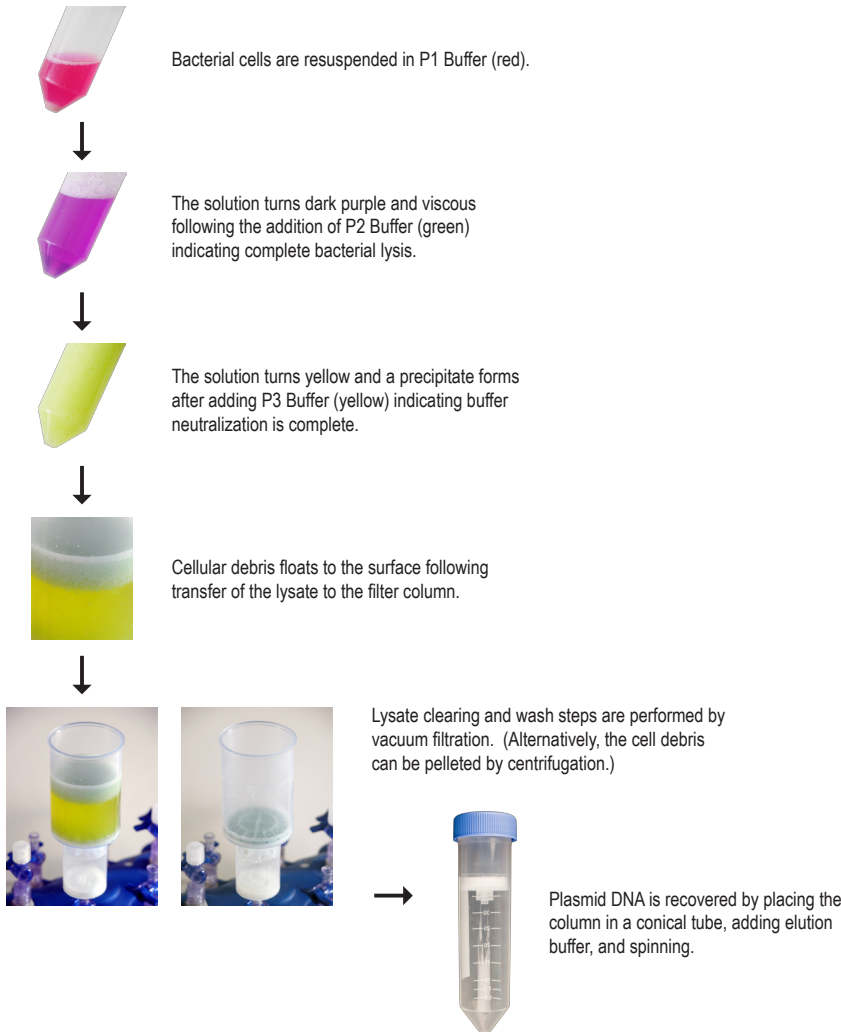 Bacterial cells are resuspended in P1 Buffer (red).
The solution turns dark purple and viscous
following the addition of P2 Buffer (green)
indicating complete bacterial lysis.
The solution turns yellow and a precipitate forms
after adding P3 Buffer (yellow) indicating buffer
neutralization is complete.
Cellular debris floats to the surface following
transfer of the lysate to the filter column.
Lysate clearing and wash steps are performed by
vacuum filtration.  (Alternatively, the cell debris
can be pelleted by centrifugation.)
Plasmid DNA is recovered by placing the
column in a conical tube, adding elution
buffer, and spinning.